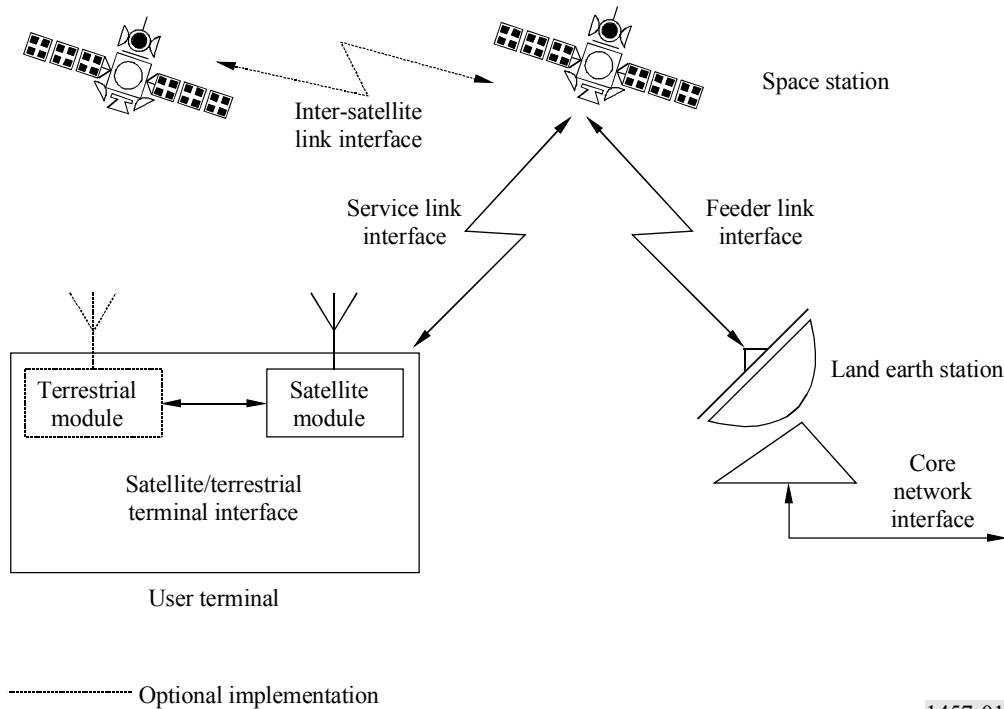 Space station
Inter-satellite
link interface
Service link
interface
Feeder link
interface
Terrestrial
module
Satellite
module
Land earth station
Satellite/terrestrial
terminal interface
Core
network
interface
User terminal
Optional implementation